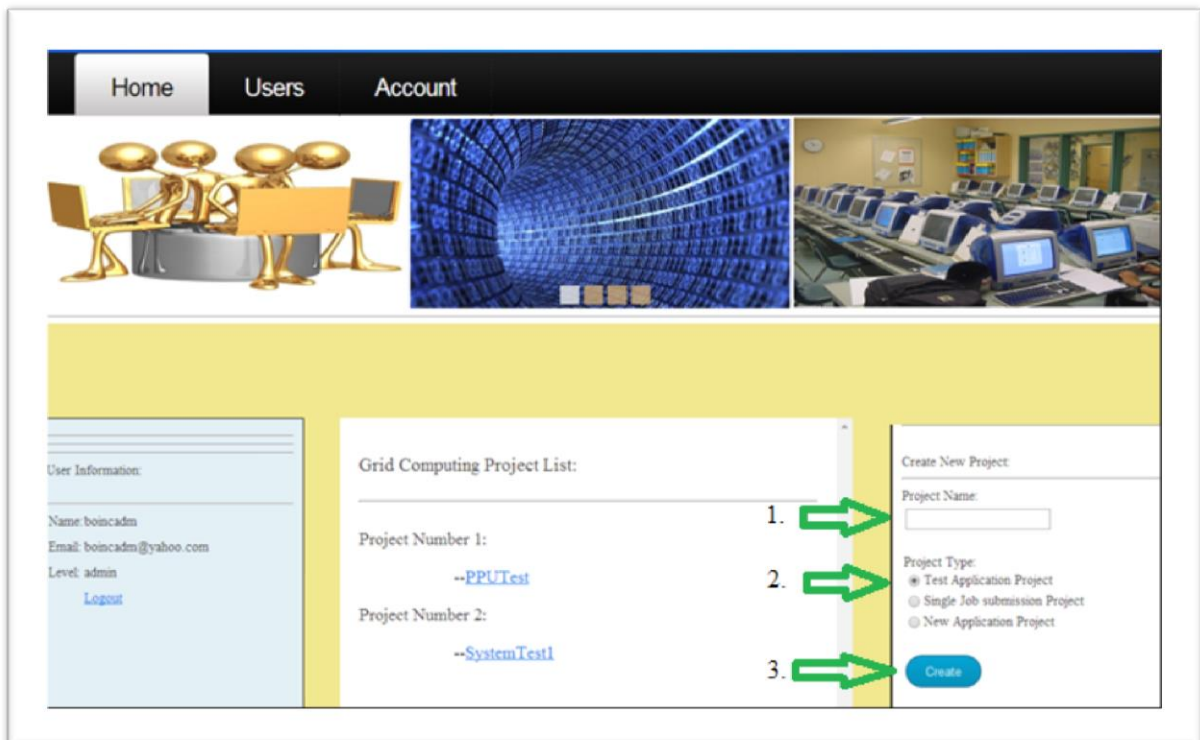 Home Users Account
User Information:
Name: boincadm
Email: boincadm@yahoo.com
Level: admin
Logout
Grid Computing Project List:
Project Number 1:
--PPUTest
Project Number 2:
--SystemTest1
1.
2.
3.
Create New Project:
Project Name:
Project Type:
Test Application Project
Single Job submission Project
New Application Project
Create